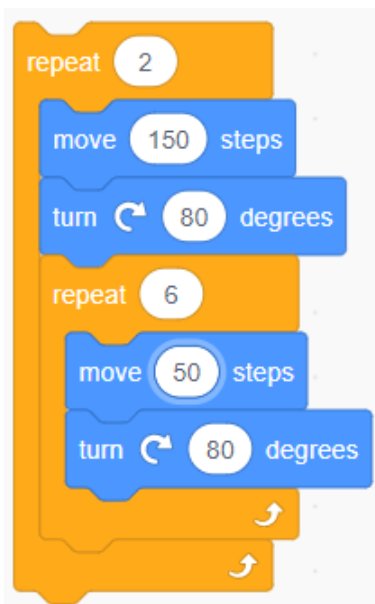 repeat 2
move 150 steps
turn 80 degrees
repeat 6
move 50 steps
turn 80 degrees